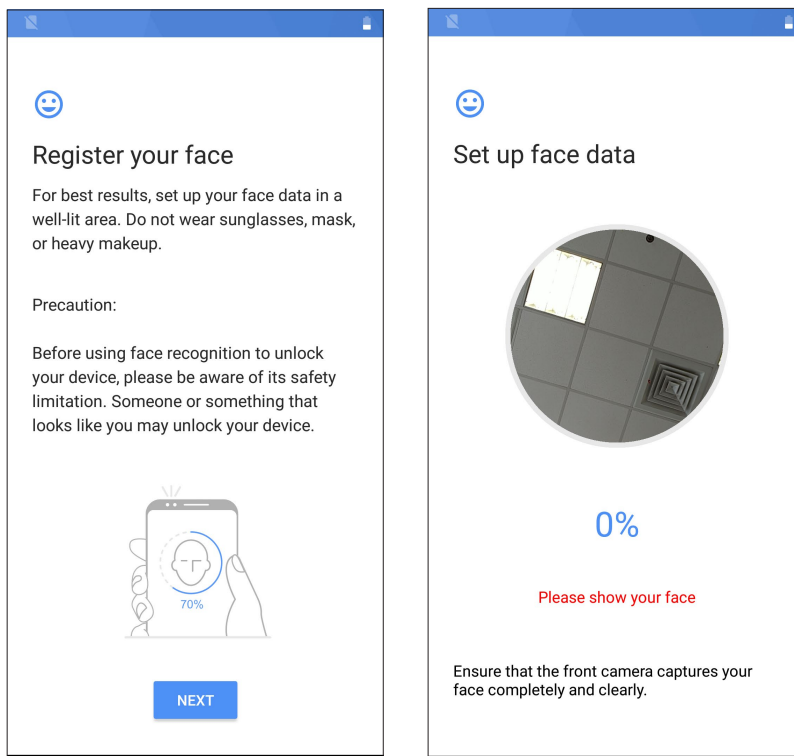 Register your face
For best results, set up your face data in a
well-lit area. Do not wear sunglasses, mask,
or heavy makeup.
Precaution:
Before using face recognition to unlock
your device, please be aware of its safety
limitation. Someone or something that
looks like you may unlock your device.
70%
NEXT
Set up face data
0%
Please show your face
Ensure that the front camera captures your
face completely and clearly.